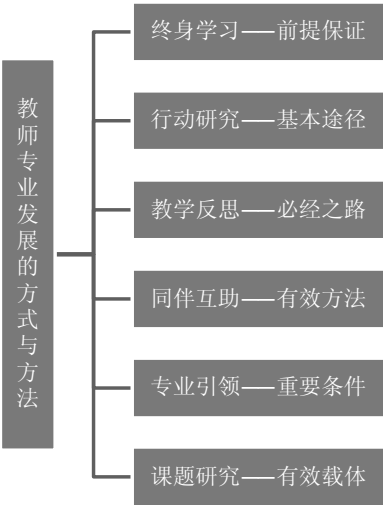 教师专业发展的方式与方法
终身学习——前提保证
行动研究——基本途径
教学反思——必经之路
同伴互助——有效方法
专业引领——重要条件
课题研究——有效载体